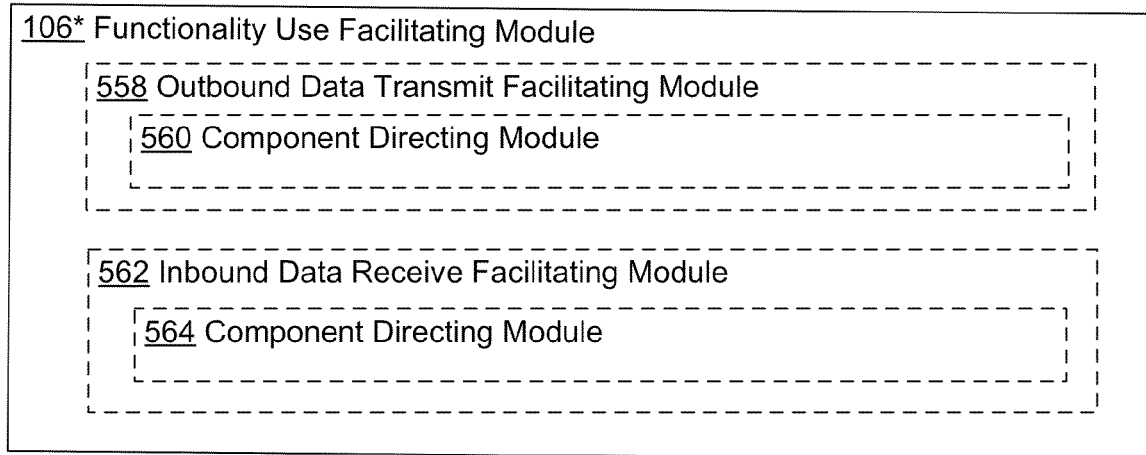 106* Functionality Use Facilitating Module
558 Outbound Data Transmit Facilitating Module
560 Component Directing Module
562 Inbound Data Receive Facilitating Module
564 Component Directing Module